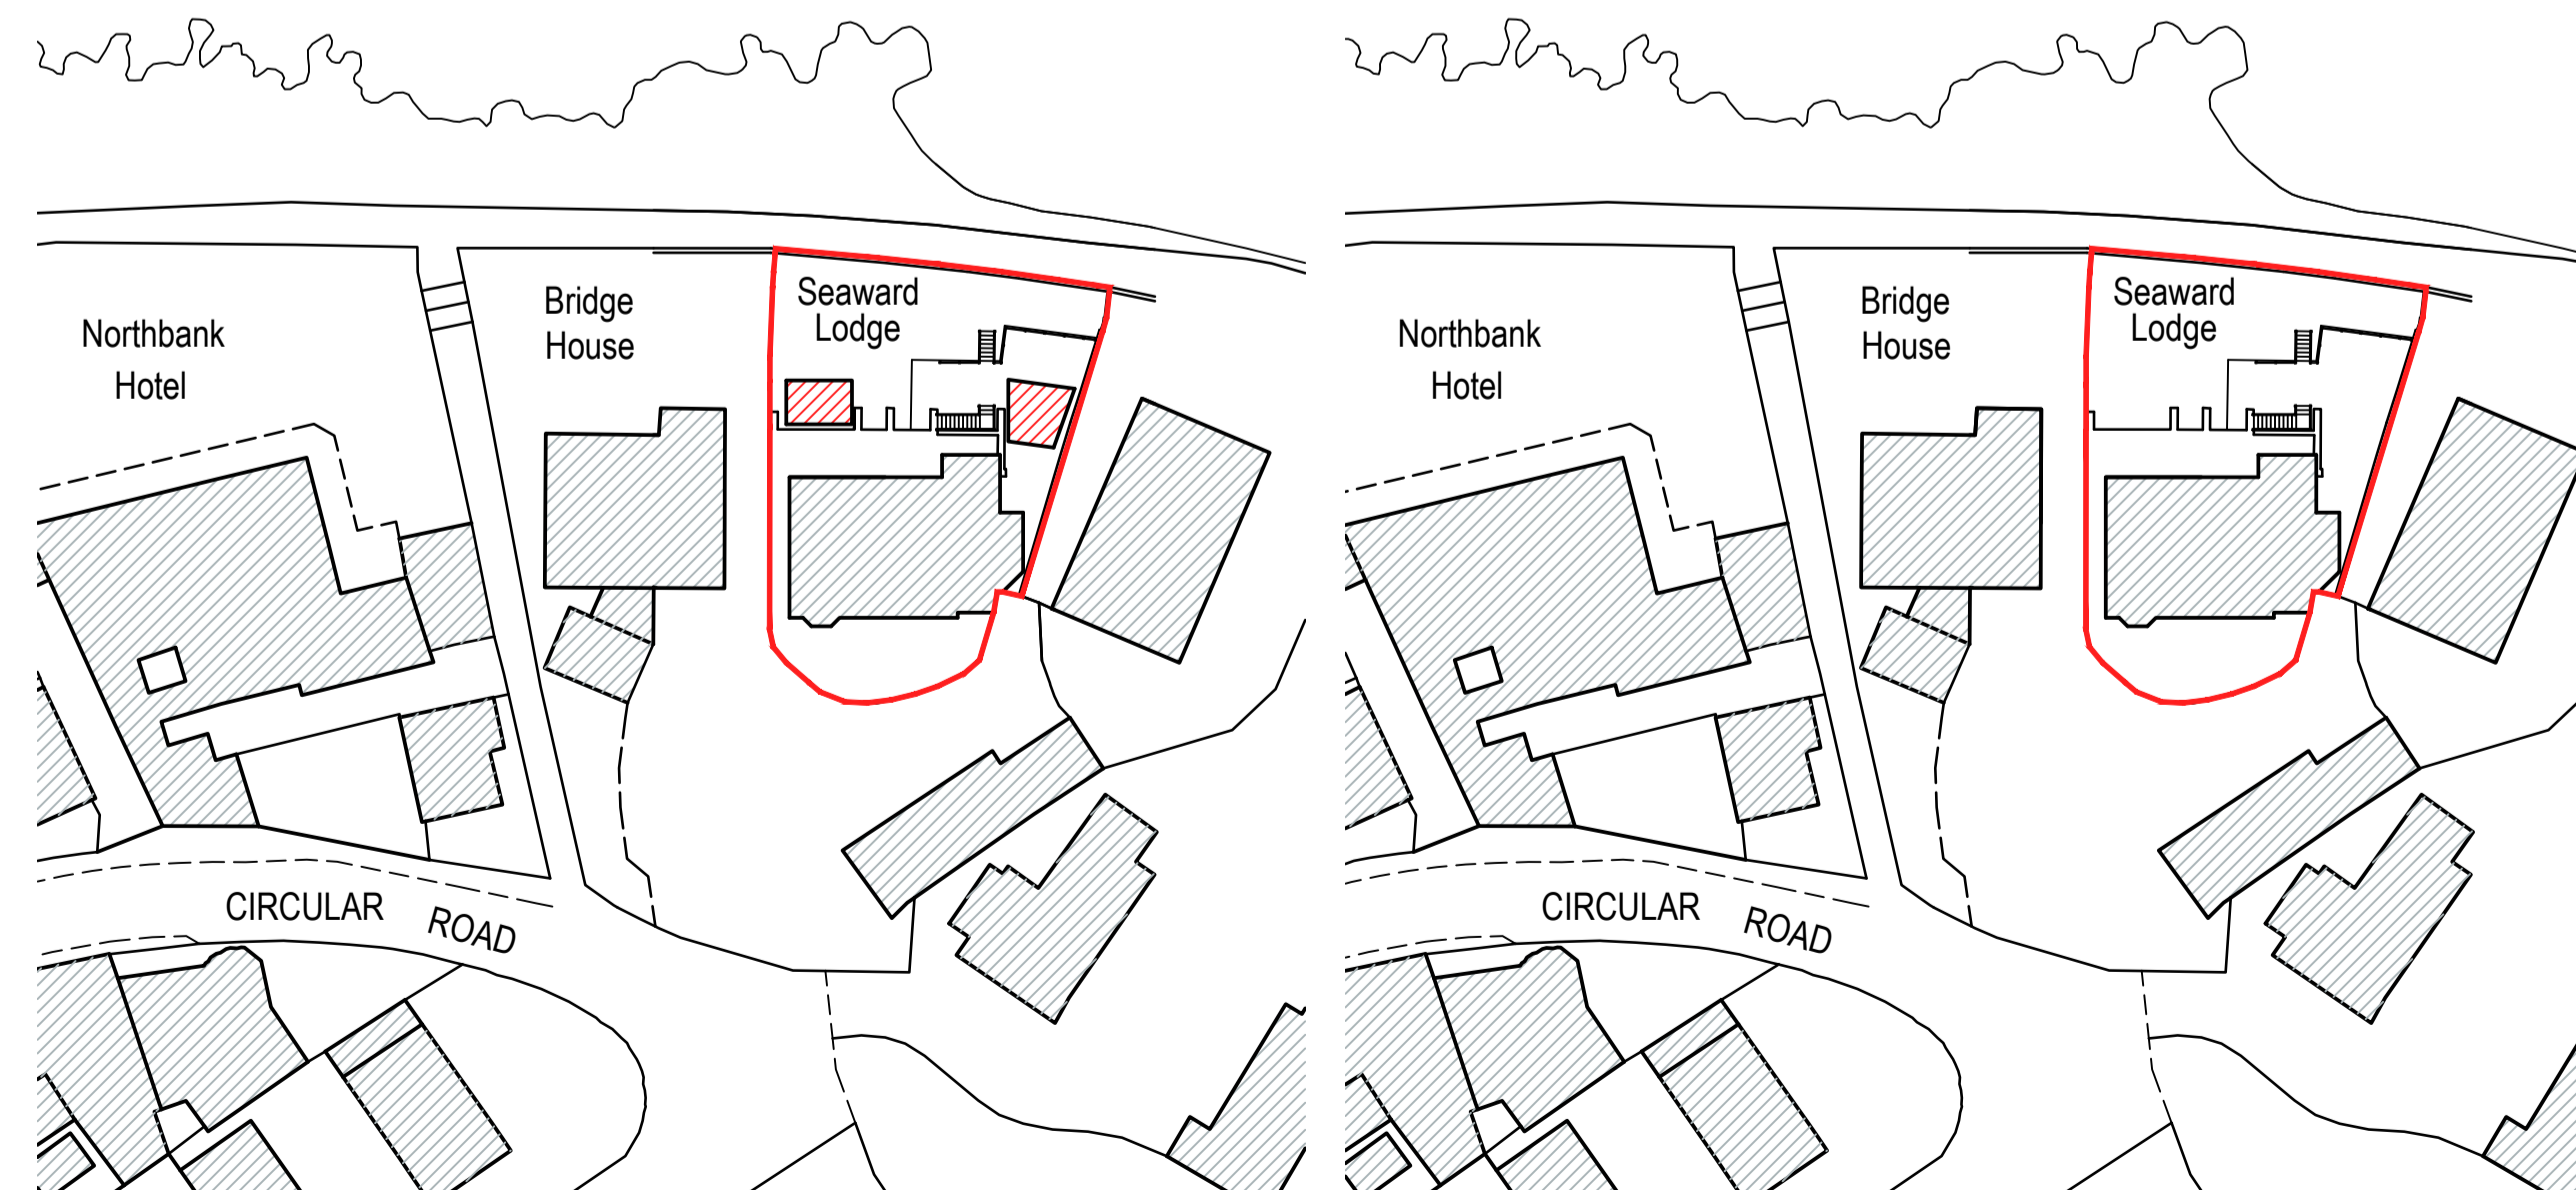 Seaward
Lodge
Bridge
House
Northbank
Hotel
CIRCULAR ROAD
Seaward
Lodge
Bridge
House
Northbank
Hotel
CIRCULAR ROAD